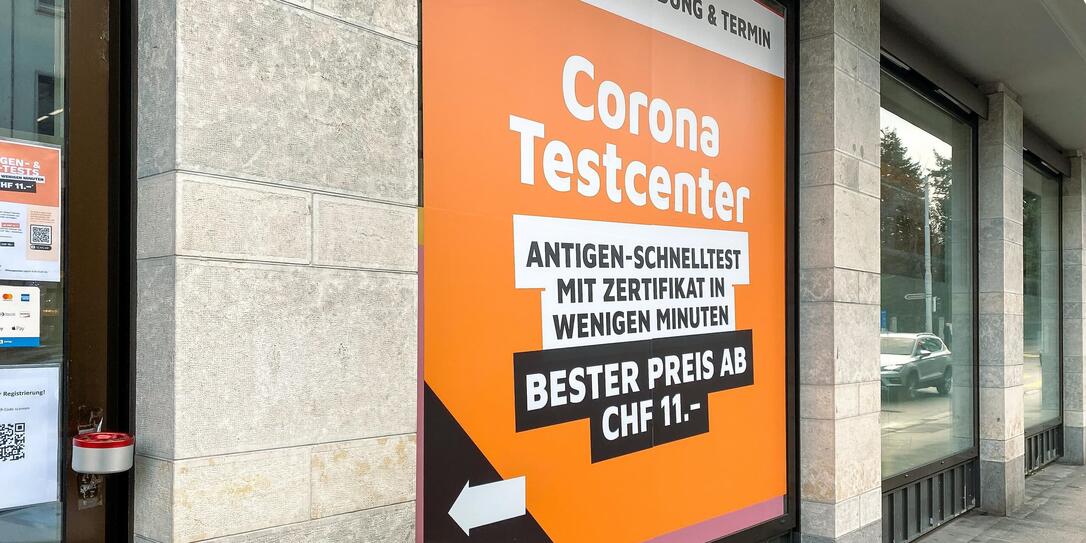 DUNG & TERMIN
Corona
Testcenter
ANTIGEN-SCHNELLTEST
MIT ZERTIFIKAT IN
WENIGEN MINUTEN
BESTER PREIS AB
CHF 11.-
GEN- &
-TESTS
WENIGEN MINUTEN
CHF 11.-
Pay
Registrierung!